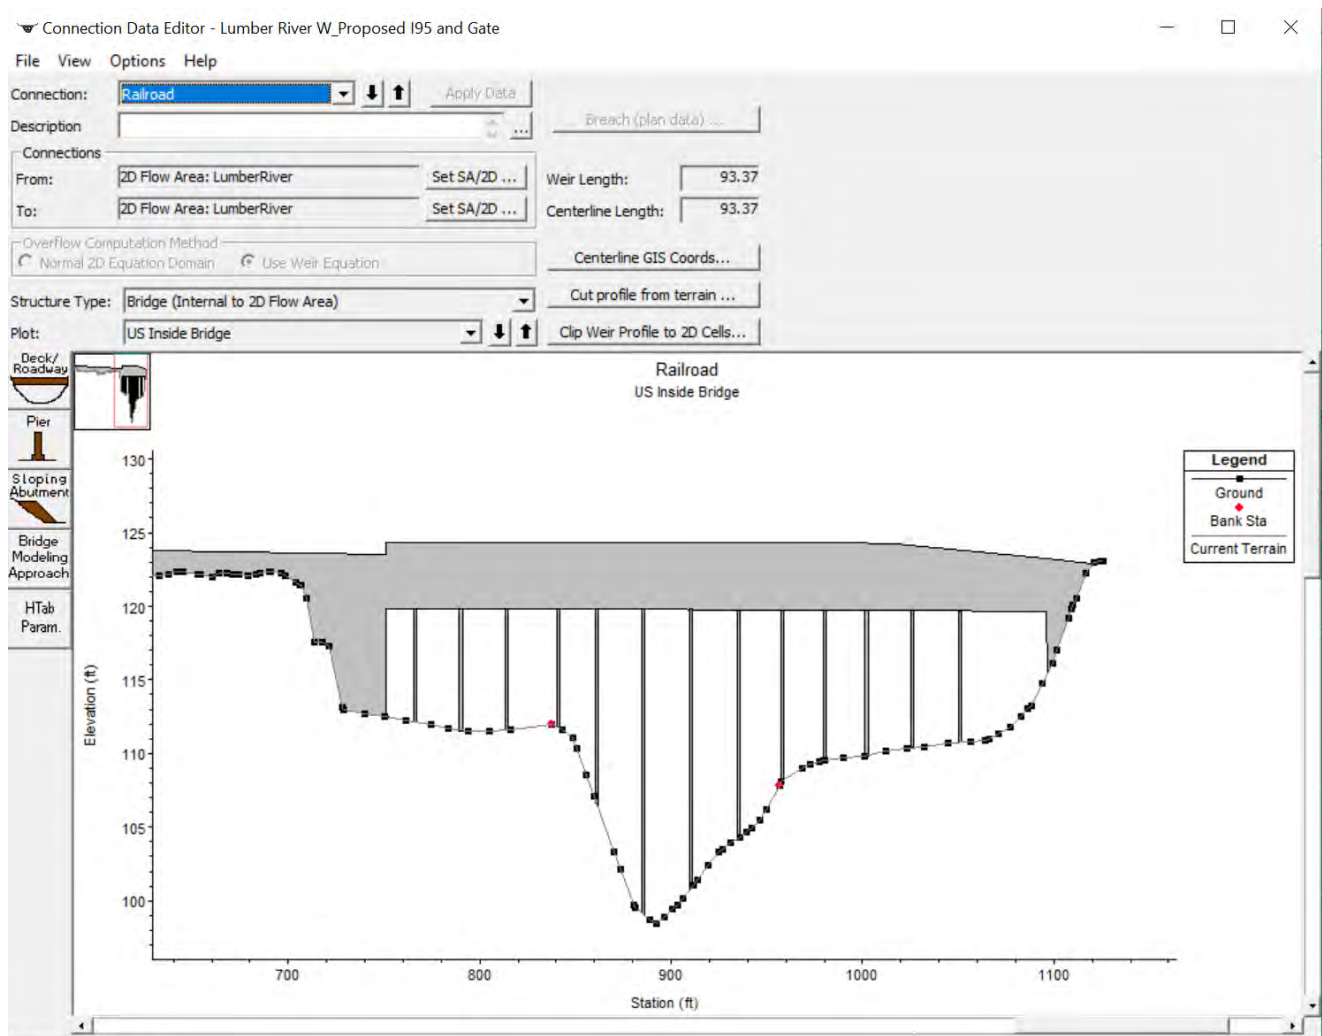 Connection Data Editor - Lumber River W_Proposed I95 and Gate
File View Options Help
Connection: Railroad Apply Data
Description ... Breach (plan data) ...
Connections
From: 2D Flow Area: LumberRiver Set SA/2D ... Weir Length: 93.37
To: 2D Flow Area: LumberRiver Set SA/2D ... Centerline Length: 93.37
Overflow Computation Method
Normal 2D Equation Domain Use Weir Equation Centerline GIS Coords...
Structure Type: Bridge (Internal to 2D Flow Area) Cut profile from terrain ...
Plot: US Inside Bridge Clip Weir Profile to 2D Cells...
Deck/
Roadway
Pier
Sloping
Abutment
Bridge
Modeling
Approach
HTab
Param.
Railroad
US Inside Bridge
130
125
120
115
110
105
100
Elevation (ft)
700 800 900 1000 1100
Station (ft)
Legend
Ground
Bank Sta
Current Terrain